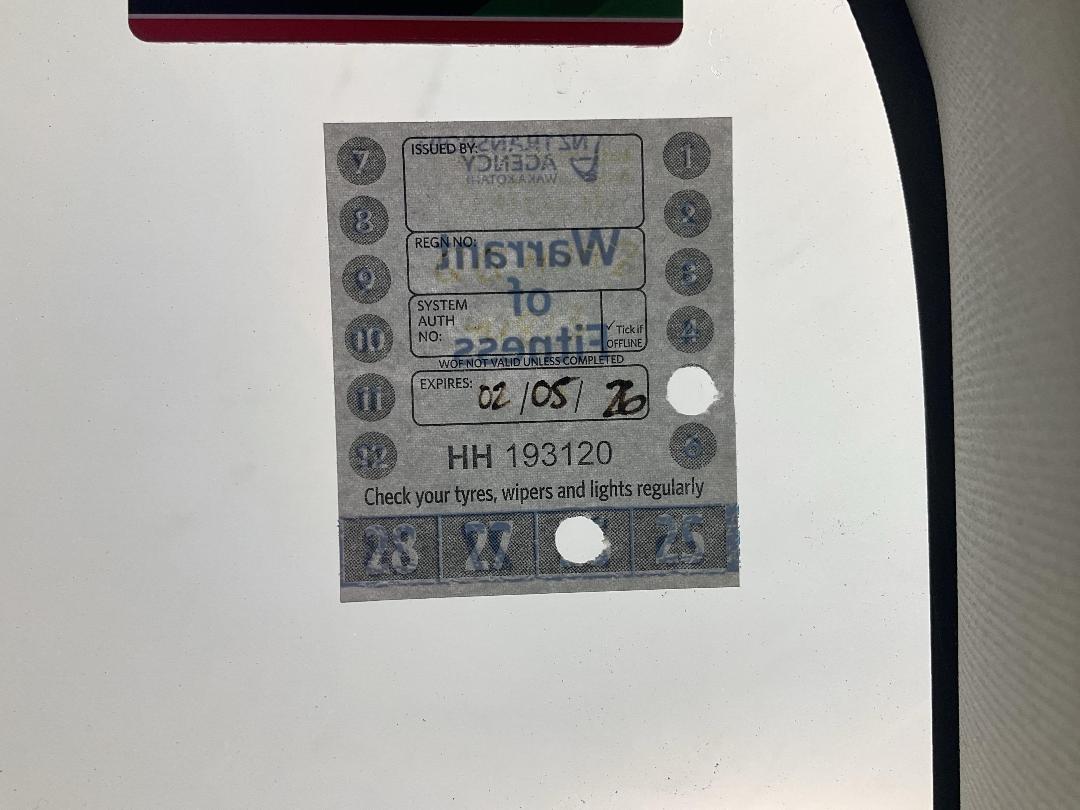 ISSUED BY:
NZ TRANSPORT
AGENCY
WAKA KOTAHI
REGN NO:
Warrant
of
Fitness
SYSTEM
AUTH
NO:
✓ Tick if
OFFLINE
WOF NOT VALID UNLESS COMPLETED
EXPIRES: 02/05/26
7 1
8 2
9 3
10 4
11
12 6
HH 193120
Check your tyres, wipers and lights regularly
28 27 25